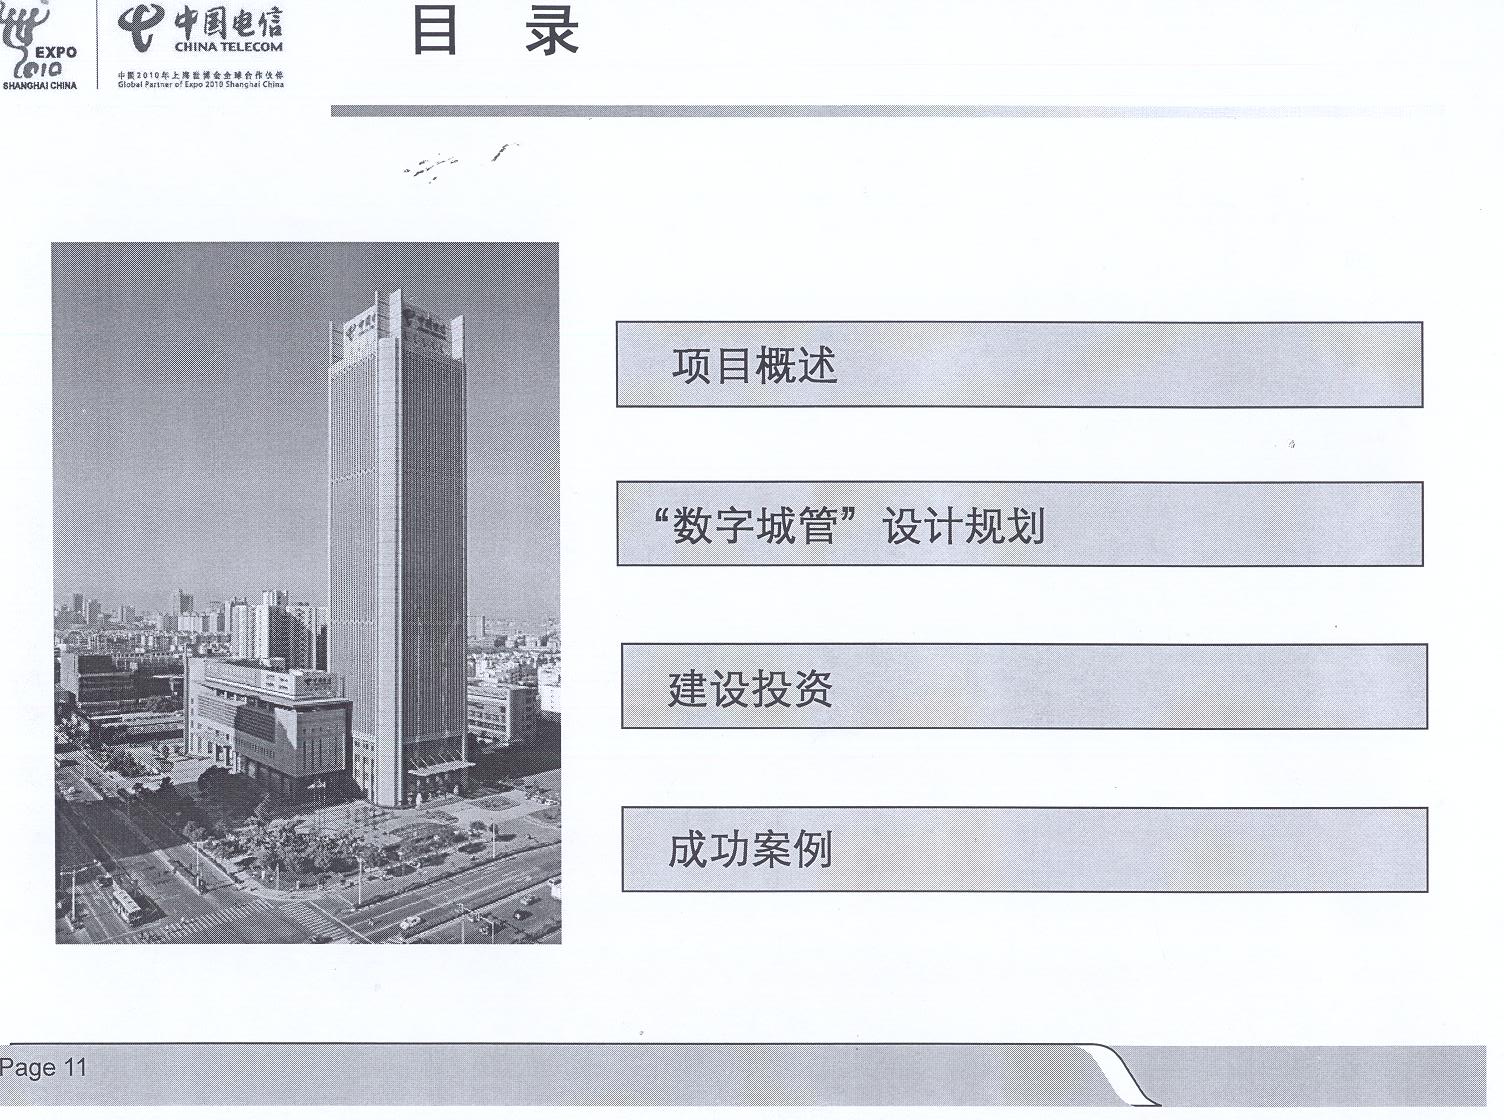 EXPO
2010
SHANGHAI CHINA
中国电信
CHINA TELECOM
中国2010年上海世博会全球合作伙伴
Global Partner of Expo 2010 Shanghai China
目 录
项目概述
“数字城管”设计规划
建设投资
成功案例
Page 11